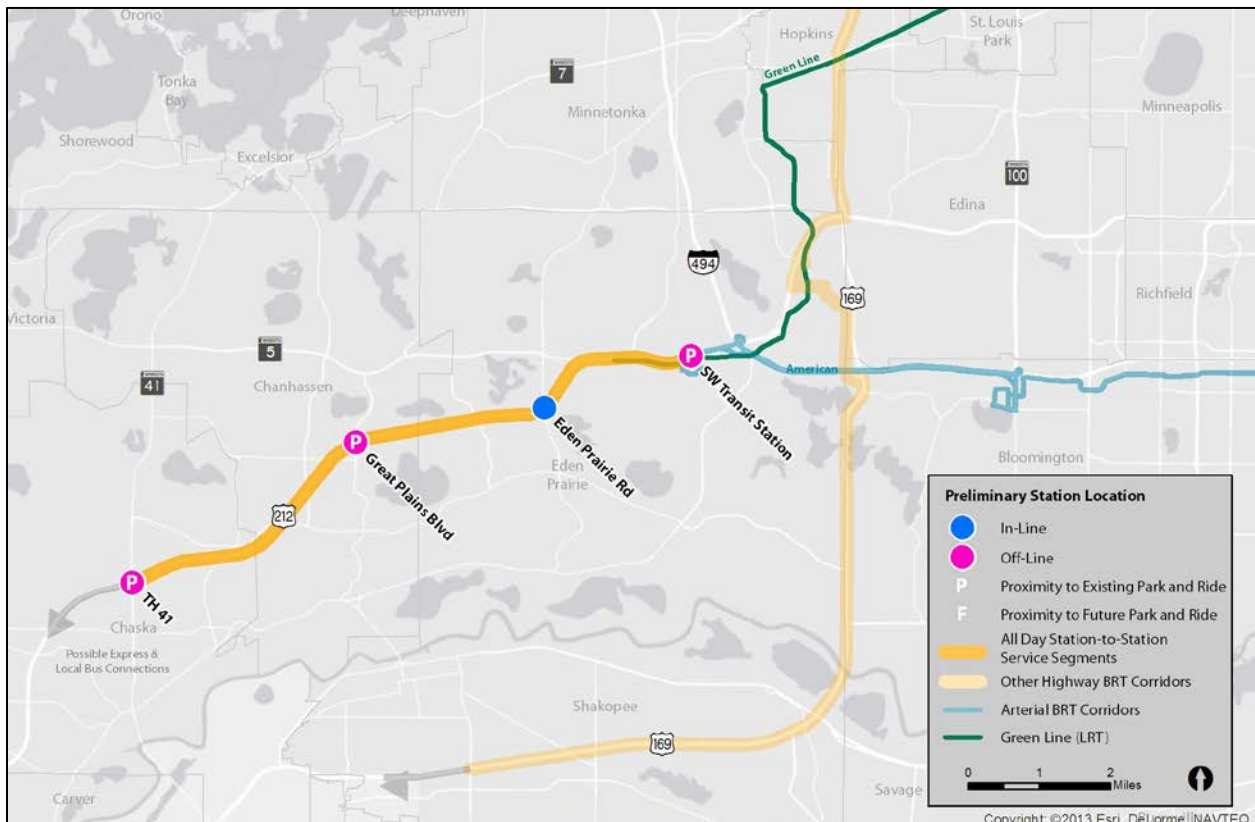 Orono
Deephaven
Hopkins
St. Louis
Park
Green Line
7
Tonka
Bay
Minnetonka
Minneapolis
Shorewood
Excelsior
100
Edina
494
169
Richfield
Victoria
5
41
Chanhassen
American
SW Transit Station
Eden Prairie Rd
Great Plains Blvd
Eden
Prairie
Bloomington
212
TH 41
Chaska
Possible Express &
Local Bus Connections
Shakopee
169
Carver
Savage
P
P
P
Preliminary Station Location
In-Line
Off-Line
P Proximity to Existing Park and Ride
F Proximity to Future Park and Ride
All Day Station-to-Station
Service Segments
Other Highway BRT Corridors
Arterial BRT Corridors
Green Line (LRT)
0 1 2
Miles
Copyright: ©2013 Esri, DeLorme, NAVTEQ